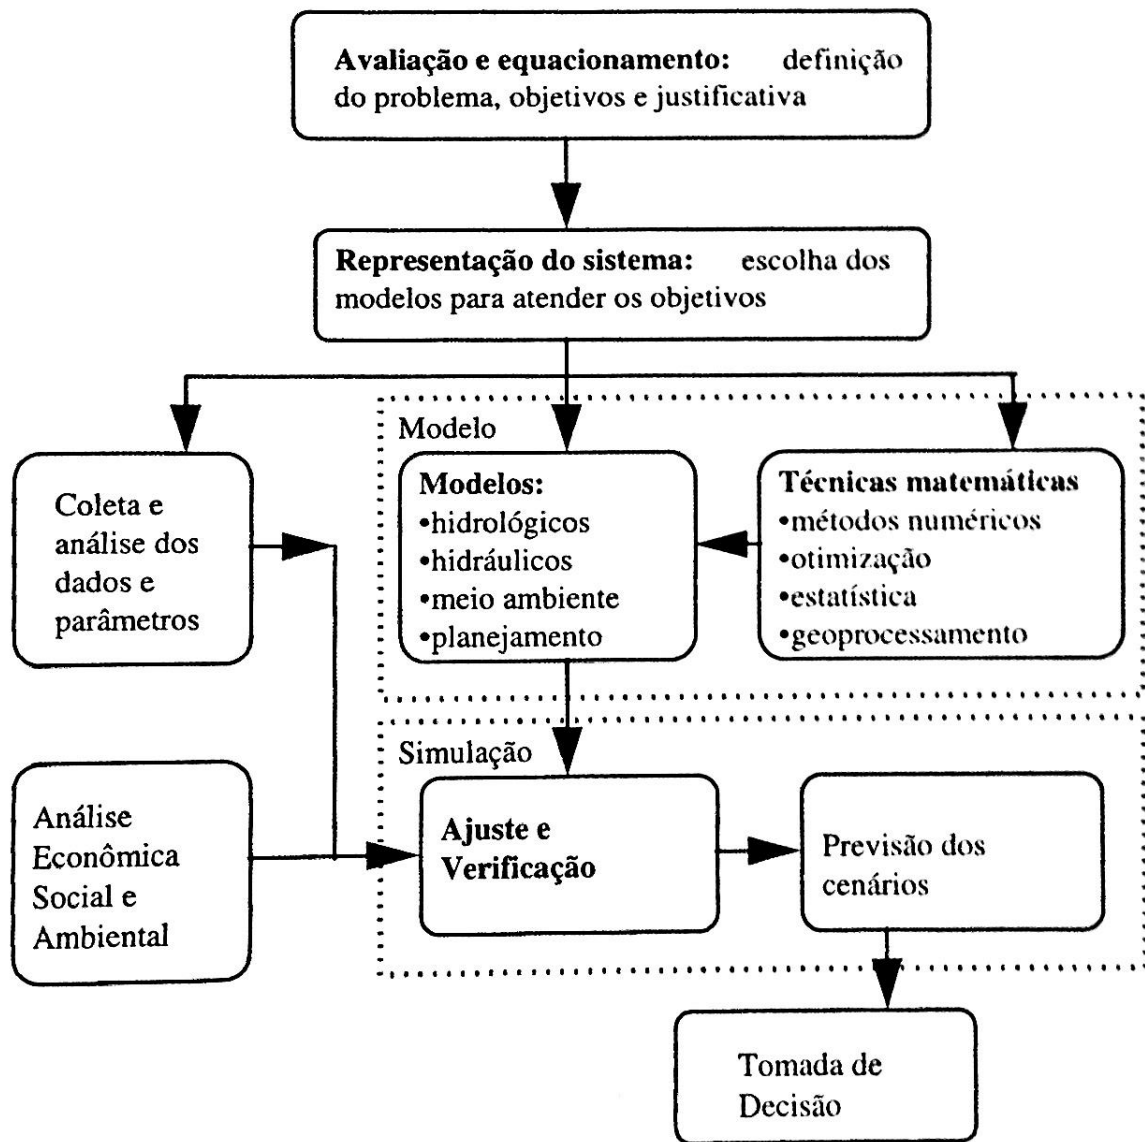 Avaliação e equacionamento: definição
do problema, objetivos e justificativa
Representação do sistema: escolha dos
modelos para atender os objetivos
Modelo
Coleta e
análise dos
dados e
parâmetros
Modelos:
•hidrológicos
•hidráulicos
•meio ambiente
•planejamento
Técnicas matemáticas
•métodos numéricos
•otimização
•estatística
•geoprocessamento
Simulação
Análise
Econômica
Social e
Ambiental
Ajuste e
Verificação
Previsão dos
cenários
Tomada de
Decisão